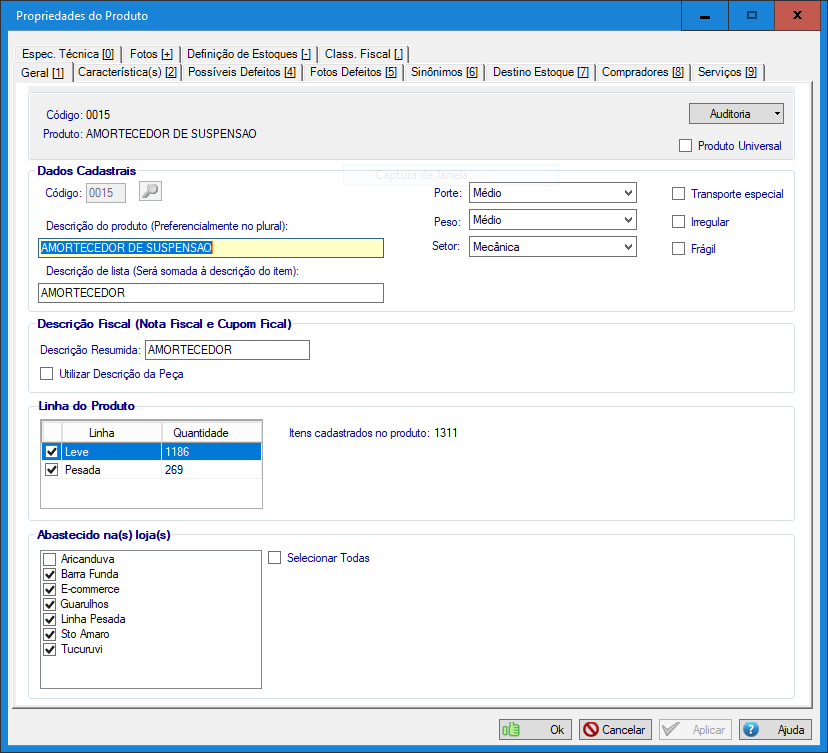 Propriedades do Produto
Espec. Técnica [0] Fotos [+] Definição de Estoques [-] Class. Fiscal [,]
Geral [1] Característica(s) [2] Possíveis Defeitos [4] Fotos Defeitos [5] Sinônimos [6] Destino Estoque [7] Compradores [8] Serviços [9]
Código: 0015
Auditoria
Produto: AMORTECEDOR DE SUSPENSAO
Produto Universal
Dados Cadastrais
Captura de Janela
Código: 0015
Porte: Médio
Transporte especial
Descrição do produto (Preferencialmente no plural):
Peso: Médio
Irregular
AMORTECEDOR DE SUSPENSAO
Setor: Mecânica
Frágil
Descrição de lista (Será somada à descrição do item):
AMORTECEDOR
Descrição Fiscal (Nota Fiscal e Cupom Fical)
Descrição Resumida: AMORTECEDOR
Utilizar Descrição da Peça
Linha do Produto
Linha Quantidade
Itens cadastrados no produto: 1311
Leve 1186
Pesada 269
Abastecido na(s) loja(s)
Aricanduva
Selecionar Todas
Barra Funda
E-commerce
Guarulhos
Linha Pesada
Sto Amaro
Tucuruvi
Ok Cancelar Aplicar Ajuda